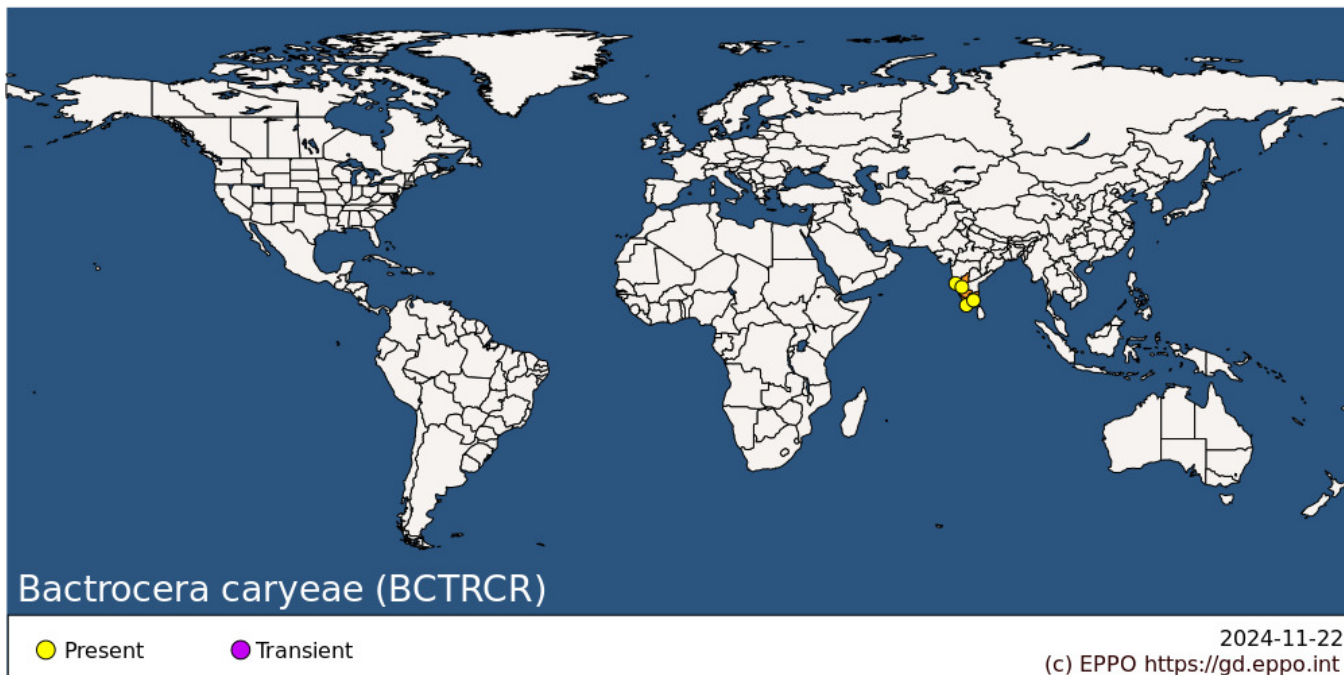 Bactrocera caryeae (BCTRCR)
Present
Transient
2024-11-22
(c) EPPO https://gd.eppo.int